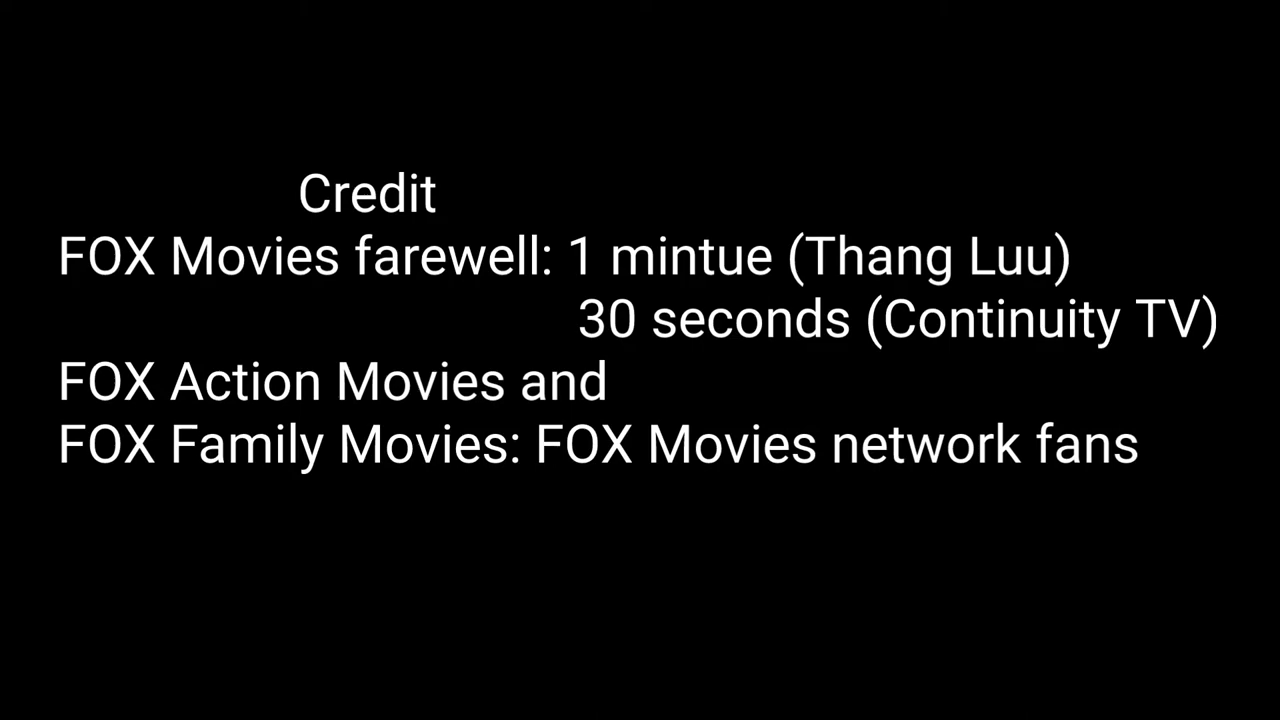 Credit
FOX Movies farewell: 1 mintue (Thang Luu)
30 seconds (Continuity TV)
FOX Action Movies and
FOX Family Movies: FOX Movies network fans